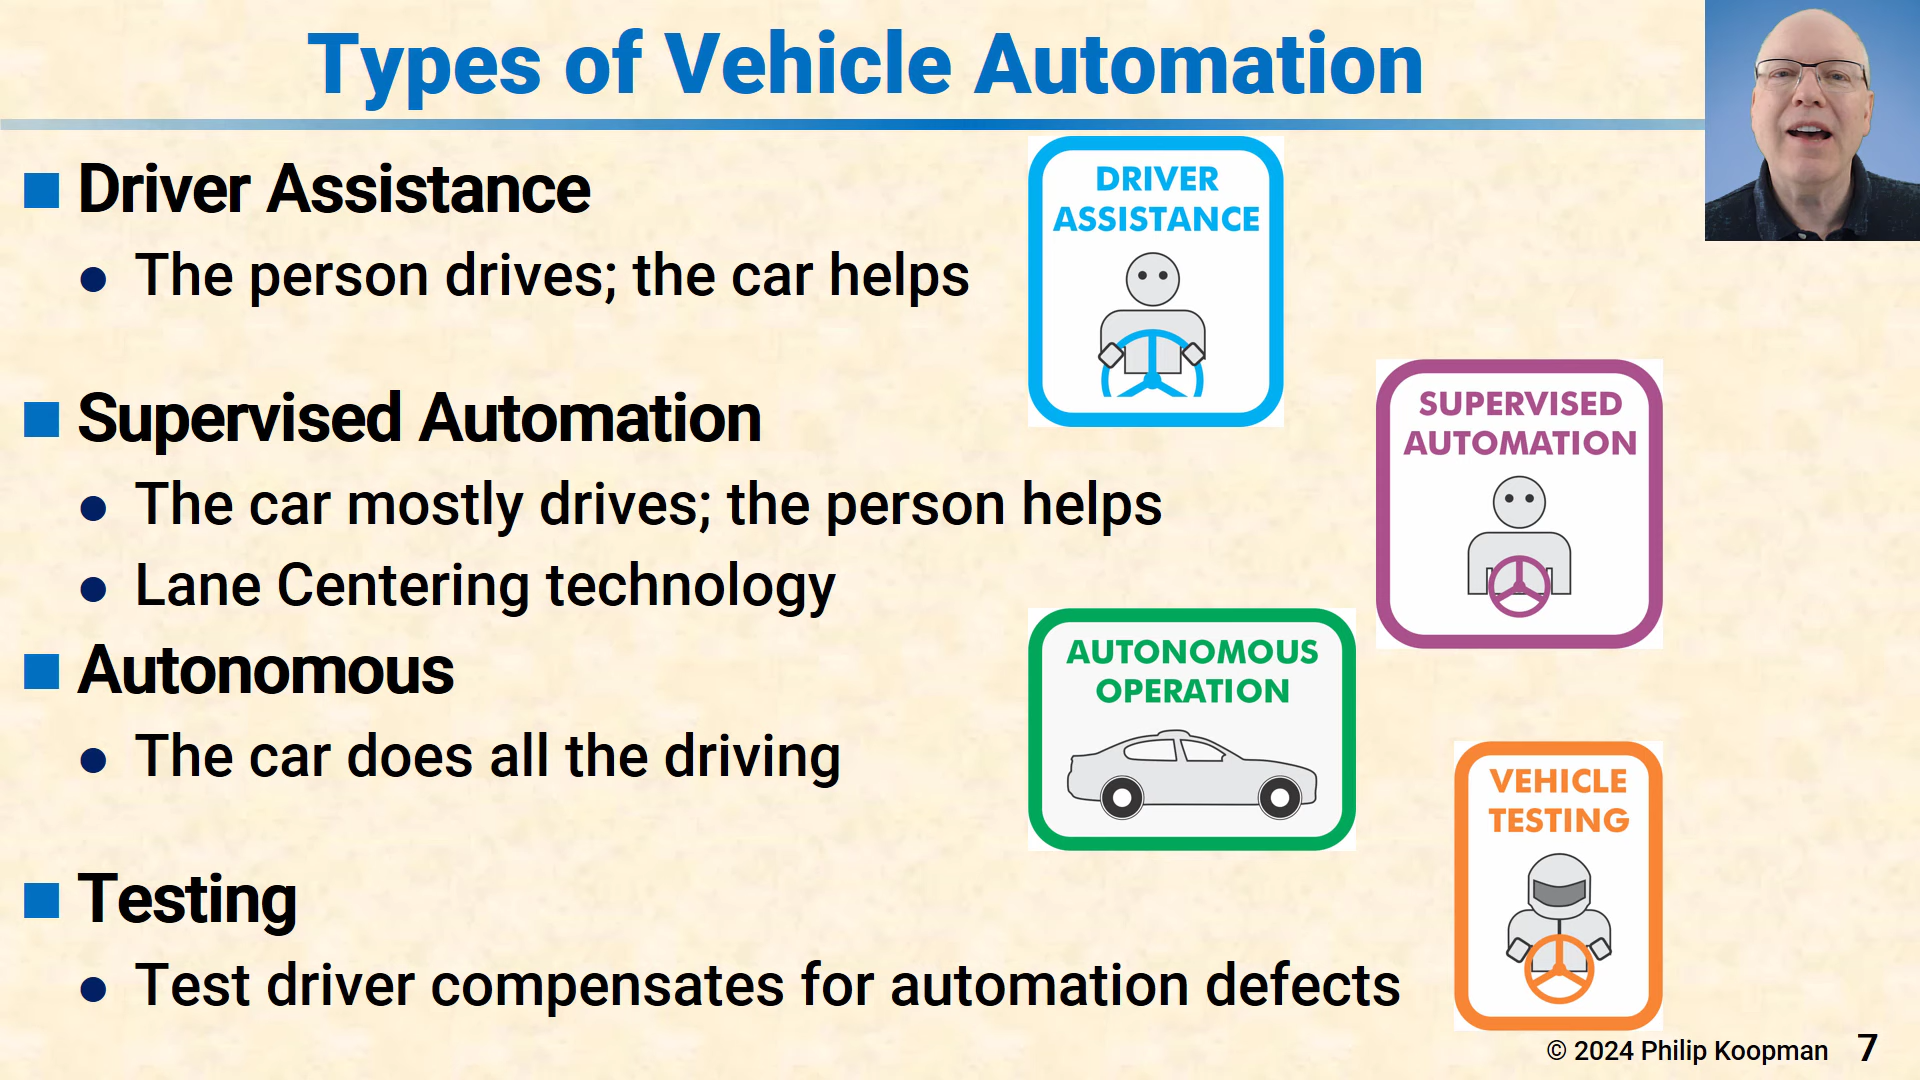 Types of Vehicle Automation
Driver Assistance
The person drives; the car helps
DRIVER
ASSISTANCE
Supervised Automation
The car mostly drives; the person helps
Lane Centering technology
SUPERVISED
AUTOMATION
Autonomous
The car does all the driving
AUTONOMOUS
OPERATION
Testing
Test driver compensates for automation defects
VEHICLE
TESTING
© 2024 Philip Koopman 7